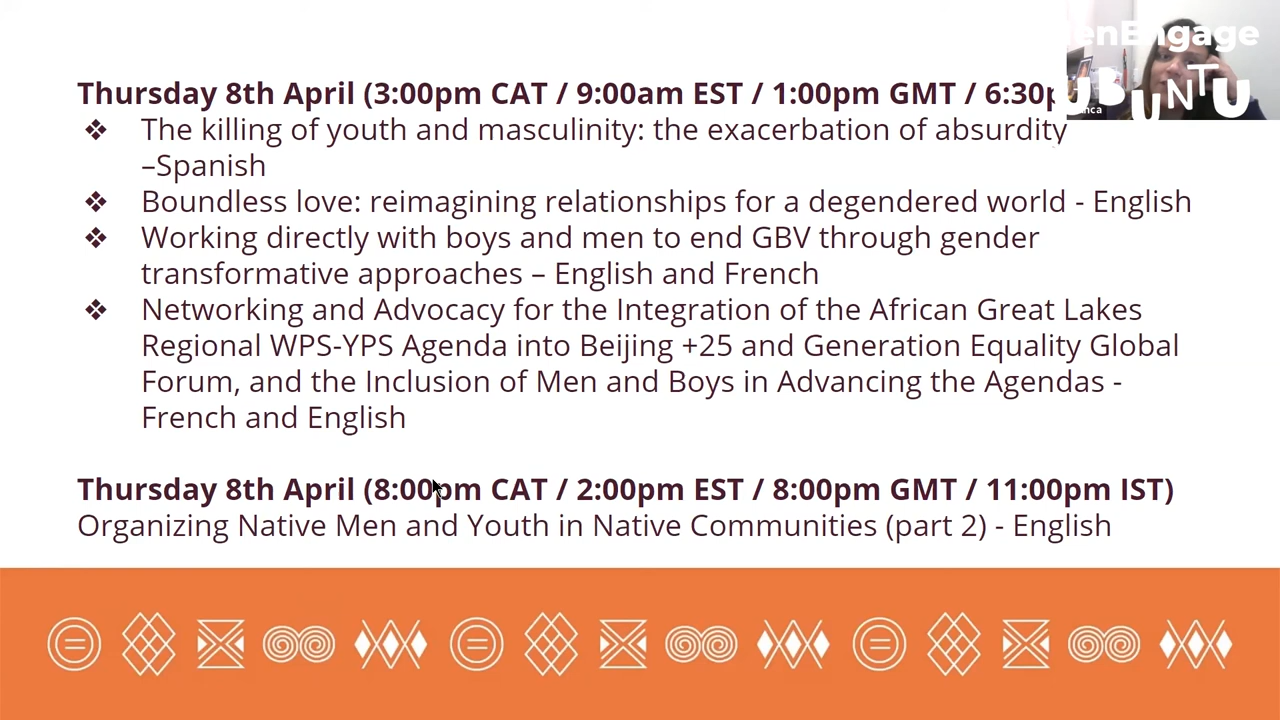 enEngage
UBUNTU
nca
Thursday 8th April (3:00pm CAT / 9:00am EST / 1:00pm GMT / 6:30p
❖ The killing of youth and masculinity: the exacerbation of absurdity
–Spanish
❖ Boundless love: reimagining relationships for a degendered world - English
❖ Working directly with boys and men to end GBV through gender
transformative approaches – English and French
❖ Networking and Advocacy for the Integration of the African Great Lakes
Regional WPS-YPS Agenda into Beijing +25 and Generation Equality Global
Forum, and the Inclusion of Men and Boys in Advancing the Agendas -
French and English
Thursday 8th April (8:00pm CAT / 2:00pm EST / 8:00pm GMT / 11:00pm IST)
Organizing Native Men and Youth in Native Communities (part 2) - English